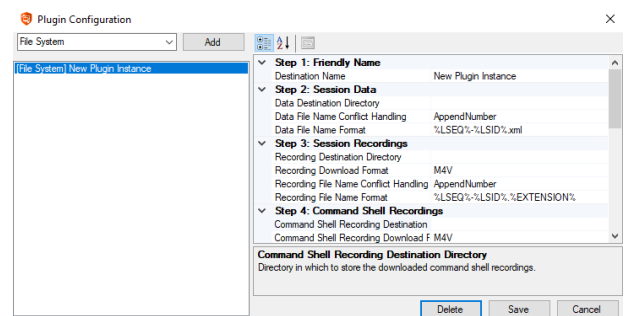 Plugin Configuration
File System
Add
[File System] New Plugin Instance
Step 1: Friendly Name
Destination Name New Plugin Instance
Step 2: Session Data
Data Destination Directory
Data File Name Conflict Handling AppendNumber
Data File Name Format %LSEQ%-%LSID%.xml
Step 3: Session Recordings
Recording Destination Directory
Recording Download Format M4V
Recording File Name Conflict Handling AppendNumber
Recording File Name Format %LSEQ%-%LSID%.%EXTENSION%
Step 4: Command Shell Recordings
Command Shell Recording Destination
Command Shell Recording Download F M4V
Command Shell Recording Destination Directory
Directory in which to store the downloaded command shell recordings.
Delete Save Cancel